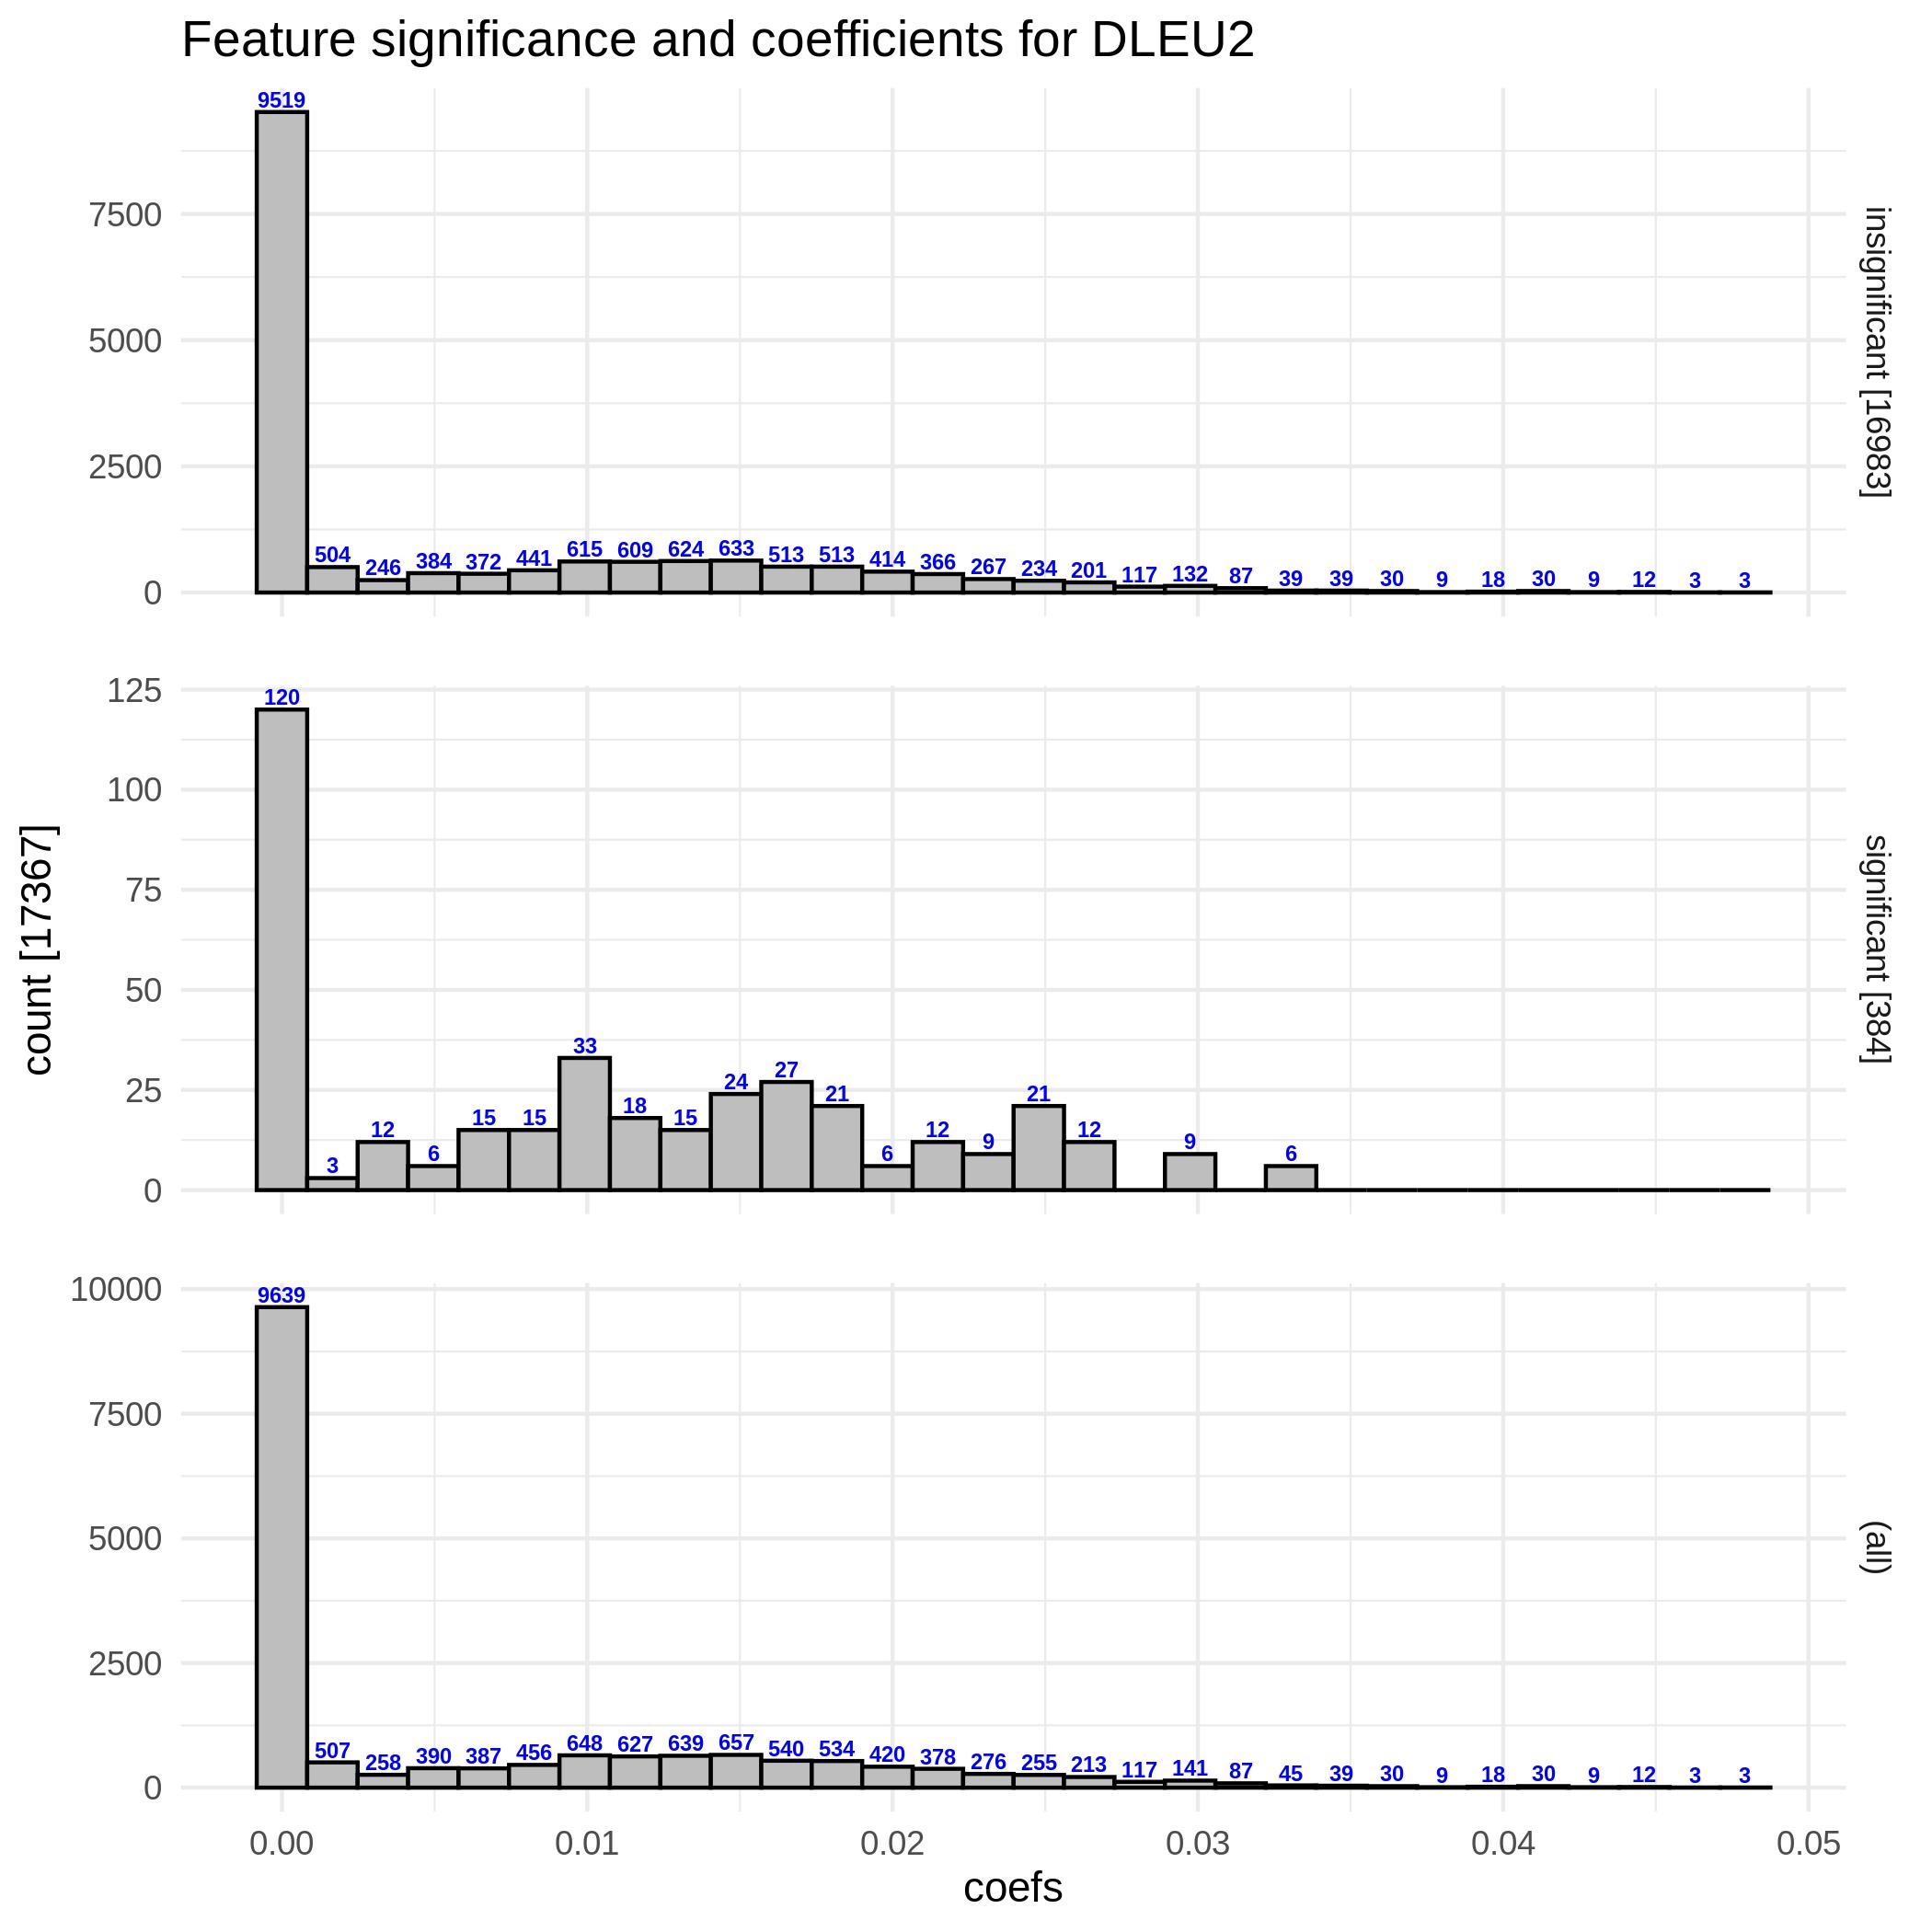 Feature significance and coefficients for DLEU2
count [17367]
9519
7500
5000
2500
0
504 246 384 372 441 615 609 624 633 513 513 414 366 267 234 201 117 132 87 39 39 30 9 18 30 9 12 3 3
insignificant [16983]
125
100
75
50
25
0
120 3 12 6 15 15 33 18 15 24 27 21 6 12 9 21 12 9 6
significant [384]
10000
9639
7500
5000
2500
0
507 258 390 387 456 648 627 639 657 540 534 420 378 276 255 213 117 141 87 45 39 30 9 18 30 9 12 3 3
(all)
0.00 0.01 0.02 0.03 0.04 0.05
coefs